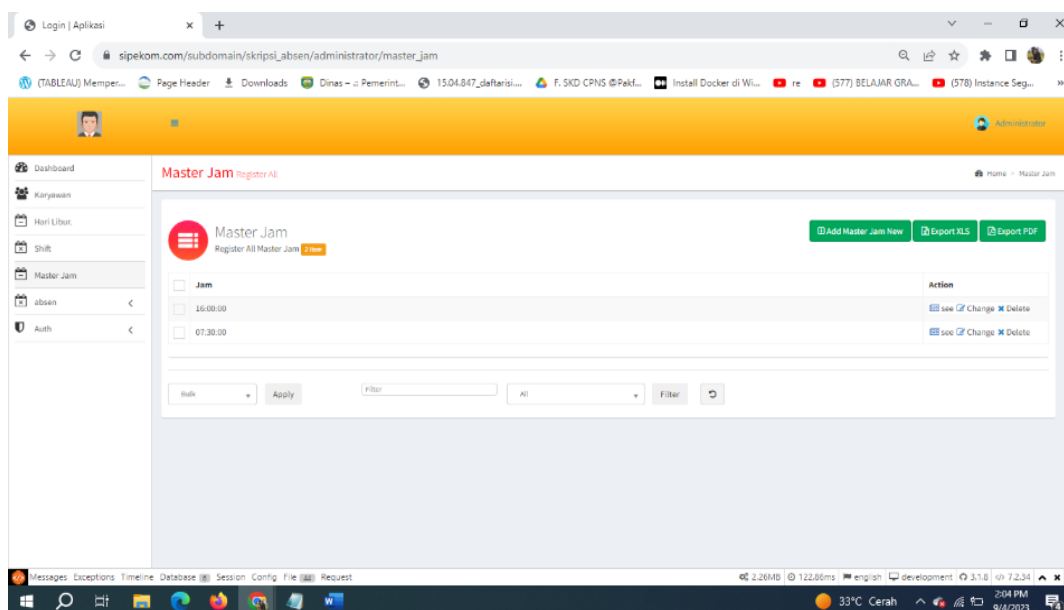 Login | Aplikasi
sipekom.com/subdomain/skripsi_absen/administrator/master_jam
(TABLEAU) Memper... Page Header Downloads Dinas – .: Pemerint... 15.04.847_daftarisi.... F. SKD CPNS @Pakf... Install Docker di Wi... re (577) BELAJAR GRA... (578) Instance Seg...
Administrator
Dashboard
Karyawan
Hari Libur.
Shift
Master Jam
absen
Auth
Master Jam Register All
Home > Master Jam
Master Jam
Register All Master Jam 2 Item
Add Master Jam New Export XLS Export PDF
Jam Action
16:00:00 see Change Delete
07:30:00 see Change Delete
Bulk Apply Filter All Filter
Messages Exceptions Timeline Database Session Config File Request 2.26MB 122.86ms english development 3.1.8 7.2.34
33°C Cerah 2:04 PM
9/4/2023